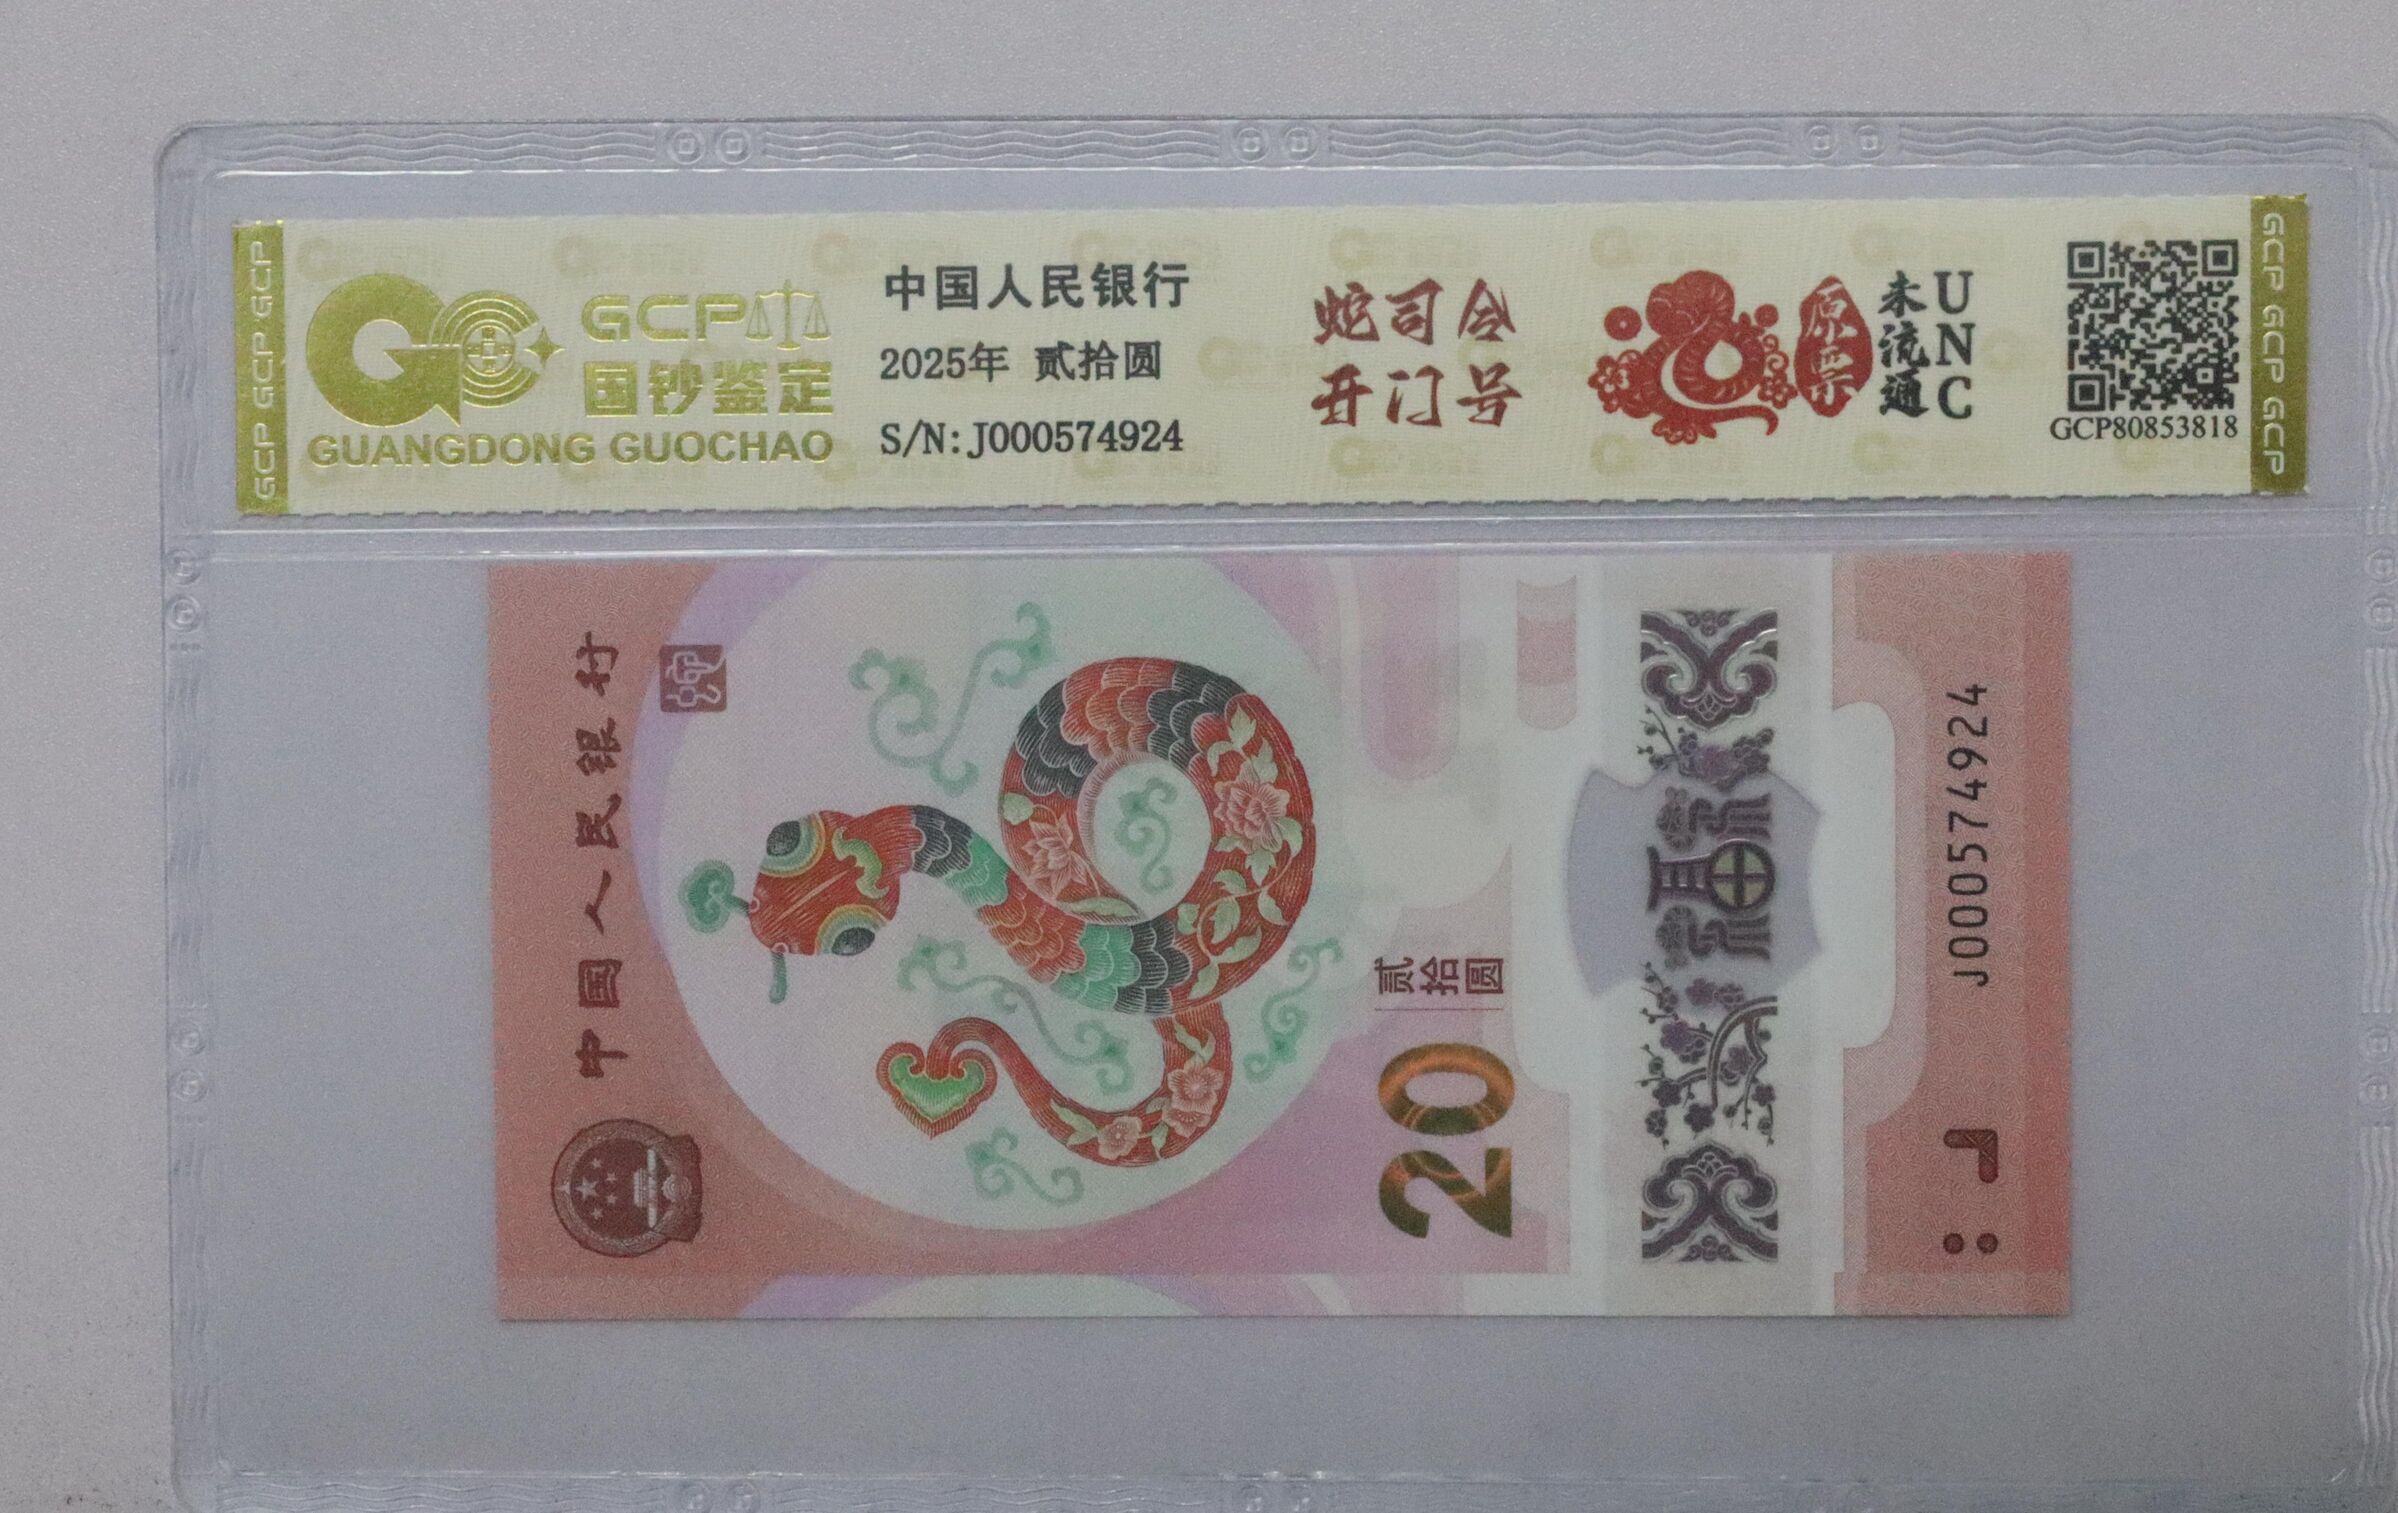 GCP GCP GCP
GCP
国钞鉴定
GUANGDONG GUOCHAO
中国人民银行
2025年 贰拾圆
S/N:J000574924
蛇司令
开门号
原票
未流通
UNC
GCP80853818
GCP GCP GCP
中国人民银行
20
贰拾圆
福
J000574924